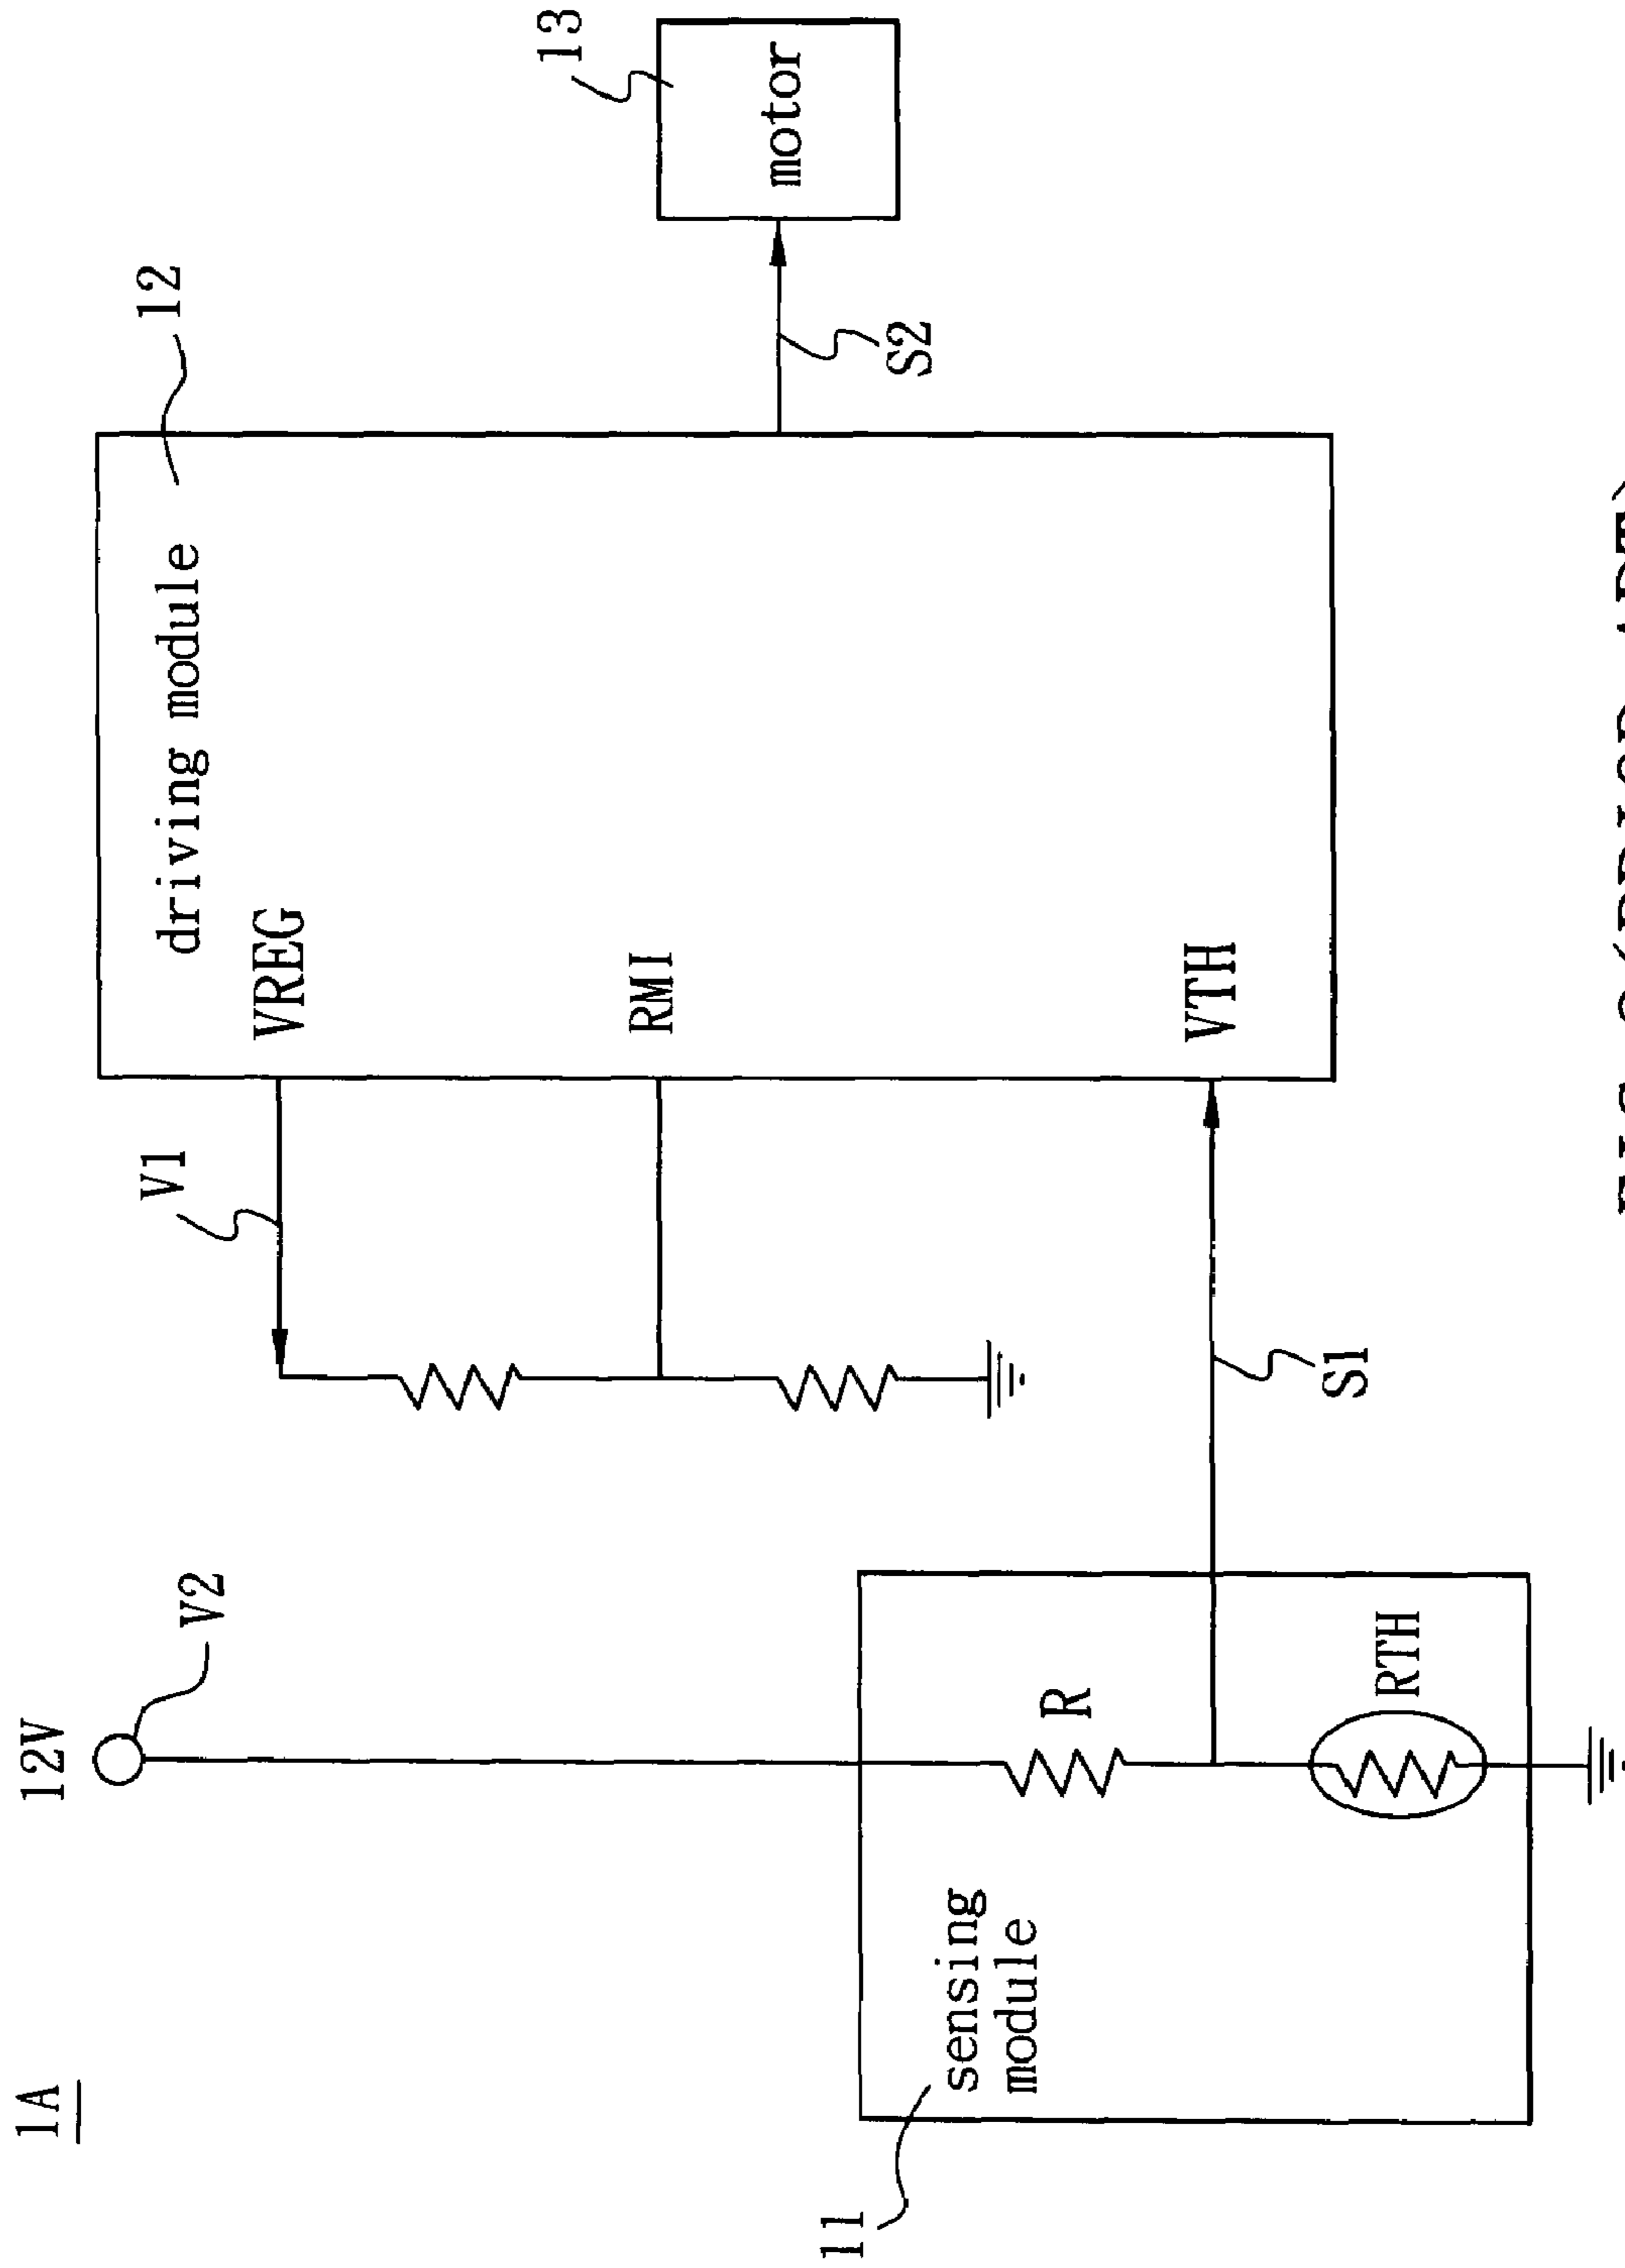 1A
12V
V2
V1
driving module
12
VREG
RMI
VTH
13
motor
S2
S1
sensing
module
11
R
RTH